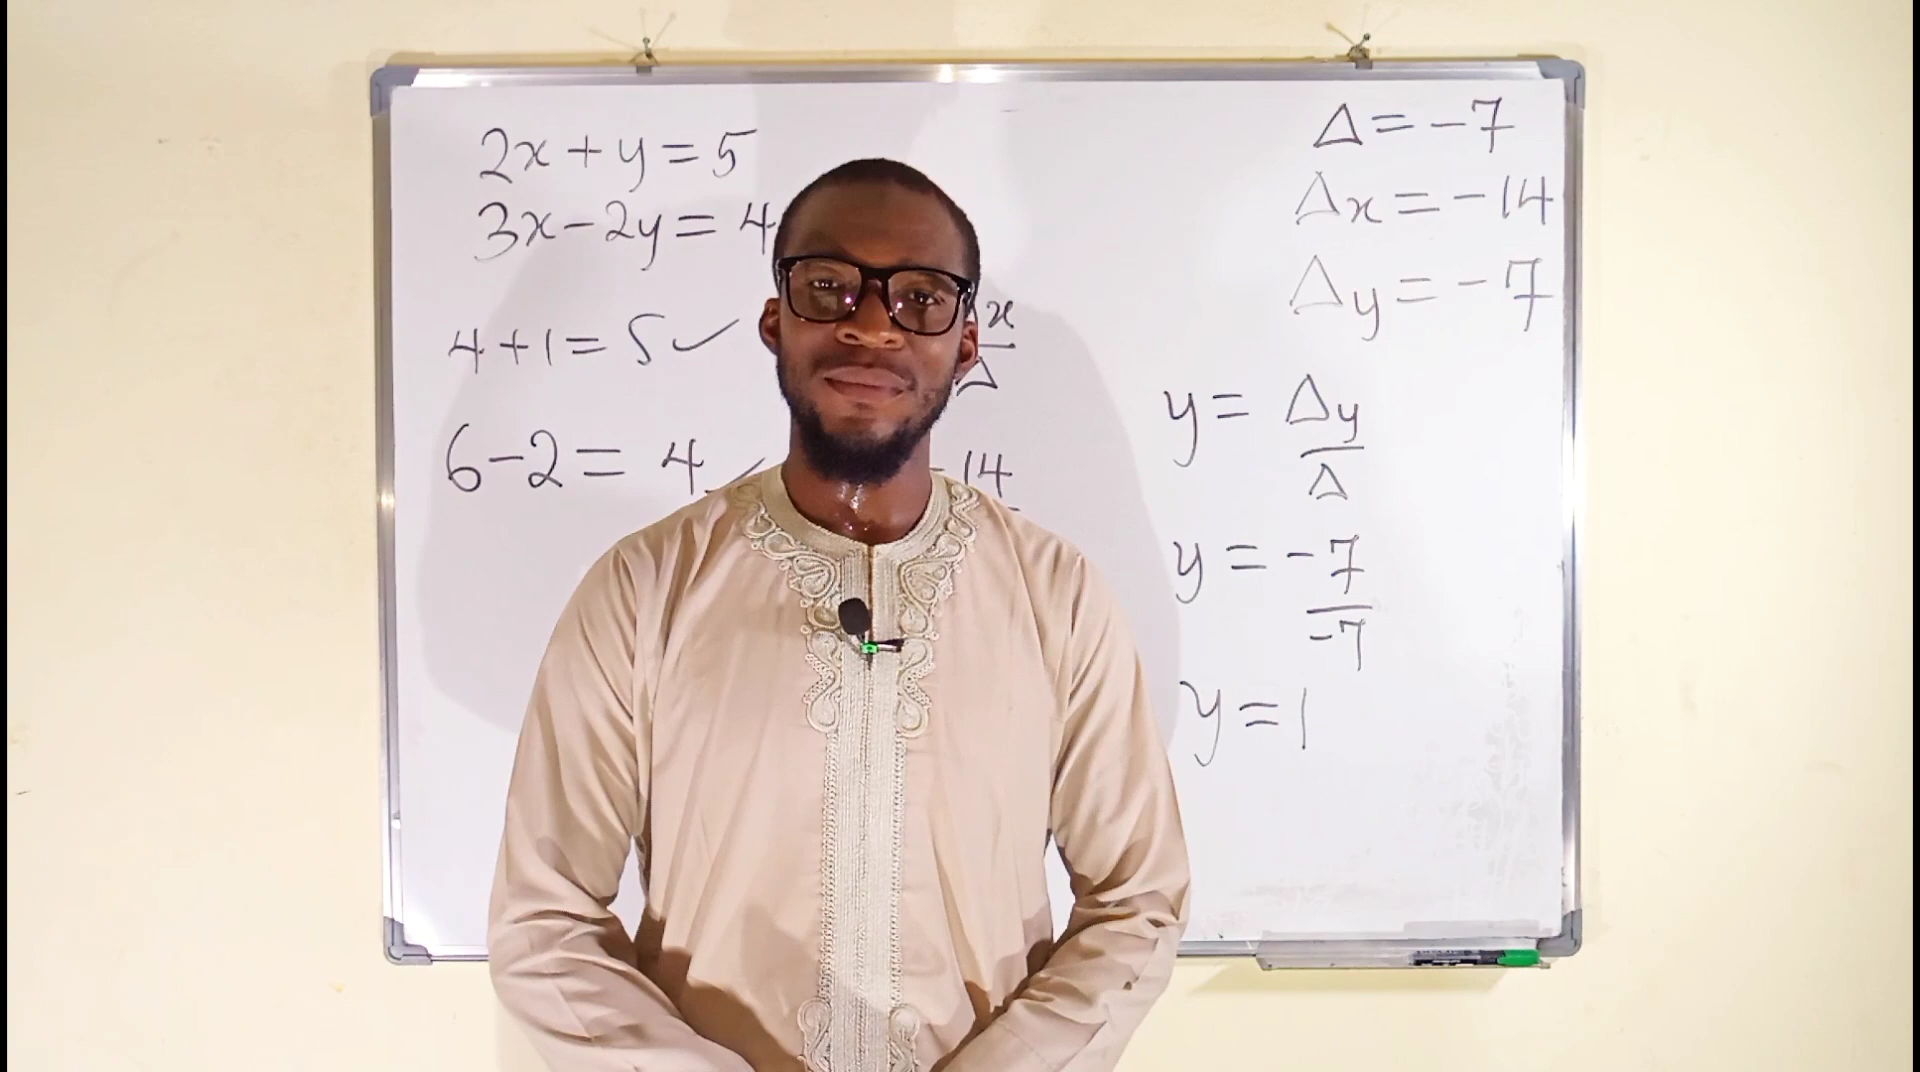 2x + y = 5
3x - 2y = 4
4 + 1 = 5 ✓
6 - 2 = 4 ✓
x
Δ
-14
Δ = -7
Δx = -14
Δy = -7
y = Δy
Δ
y = -7
-7
y = 1